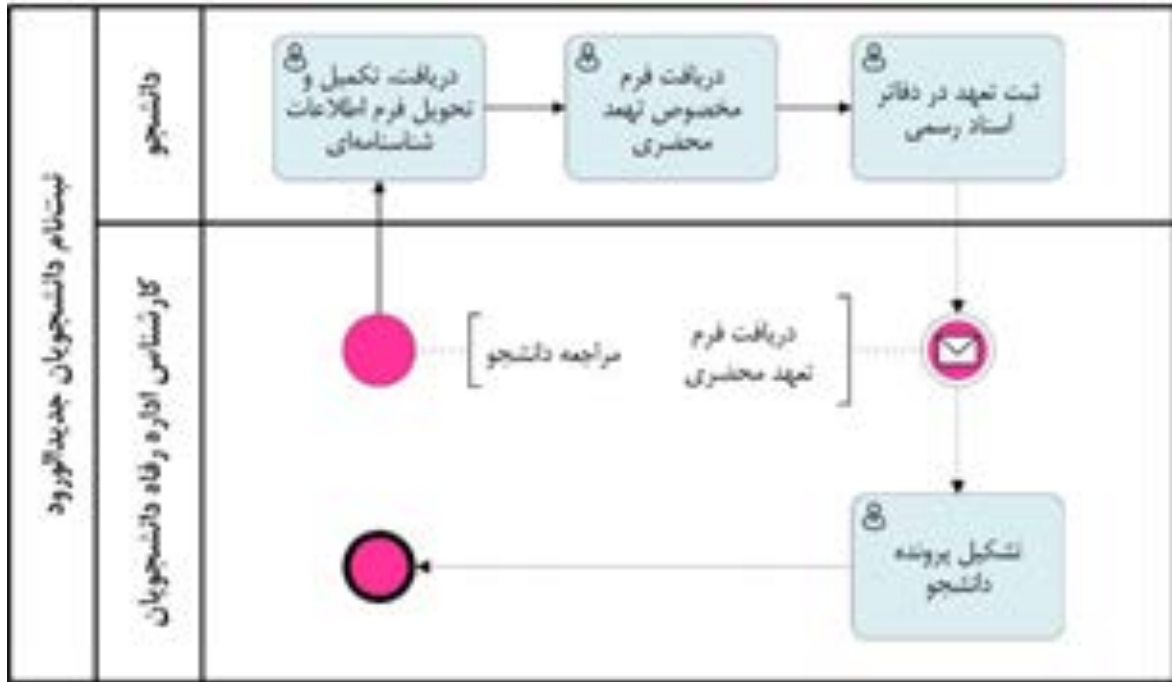 ثبت‌نام دانشجویان جدیدالورود
دانشجو
دریافت، تکمیل و
تحویل فرم اطلاعات
شناسنامه‌ای
دریافت فرم
مخصوص تهمد
محضری
ثبت تعهد در دفاتر
اسناد رسمی
کارشناس اداره رفاه دانشجویان
مراجعه دانشجو
دریافت فرم
تعهد محضری
تشکیل پرونده
دانشجو